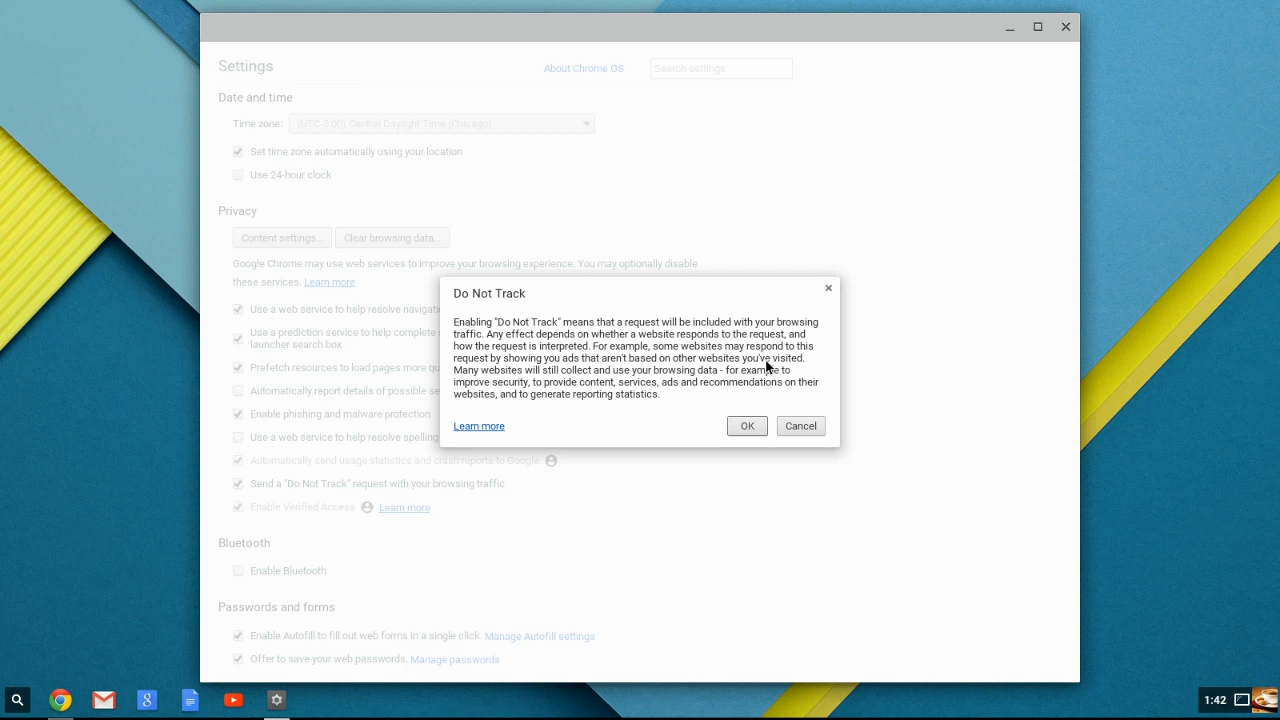 Settings
About Chrome OS
Search settings
Date and time
Time zone:
(UTC-5:00) Central Daylight Time (Chicago)
Set time zone automatically using your location
Use 24-hour clock
Privacy
Content settings...
Clear browsing data...
Google Chrome may use web services to improve your browsing experience. You may optionally disable
these services. Learn more
Use a web service to help resolve
Use a prediction service to help complete
launcher search box
Prefetch resources to load pages more
Automatically report details of possible
Enable phishing and malware protection
Use a web service to help resolve spelling
Automatically send usage statistics and crash reports to Google
Send a "Do Not Track" request with your browsing traffic
Enable Verified Access
Learn more
Do Not Track
Enabling "Do Not Track" means that a request will be included with your browsing
traffic. Any effect depends on whether a website responds to the request, and
how the request is interpreted. For example, some websites may respond to this
request by showing you ads that aren't based on other websites you've visited.
Many websites will still collect and use your browsing data - for example to
improve security, to provide content, services, ads and recommendations on their
websites, and to generate reporting statistics.
Learn more
OK
Cancel
Bluetooth
Enable Bluetooth
Passwords and forms
Enable Autofill to fill out web forms in a single click. Manage Autofill settings
Offer to save your web passwords. Manage passwords
8
1:42